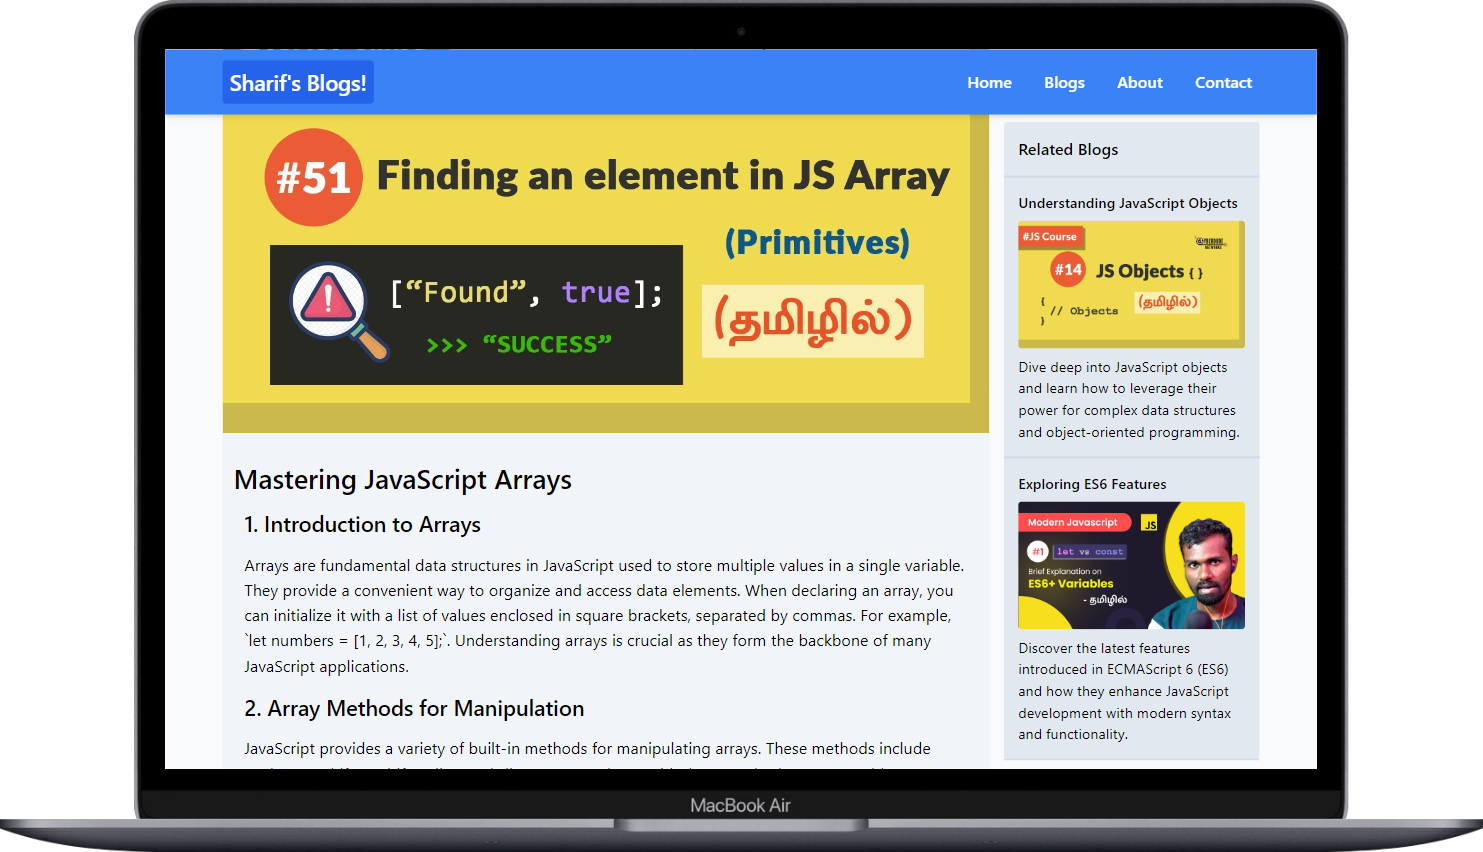 Sharif's Blogs!
Home
Blogs
About
Contact
#51
Finding an element in JS Array
(Primitives)
["Found", true];
>>> “SUCCESS”
(தமிழில்)
Mastering JavaScript Arrays
1. Introduction to Arrays
Arrays are fundamental data structures in JavaScript used to store multiple values in a single variable.
They provide a convenient way to organize and access data elements. When declaring an array, you
can initialize it with a list of values enclosed in square brackets, separated by commas. For example,
`let numbers = [1, 2, 3, 4, 5];`. Understanding arrays is crucial as they form the backbone of many
JavaScript applications.
2. Array Methods for Manipulation
JavaScript provides a variety of built-in methods for manipulating arrays. These methods include
Related Blogs
Understanding JavaScript Objects
#JS Course
#14
JS Objects { }
{
// Objects
}
(தமிழில்)
Dive deep into JavaScript objects
and learn how to leverage their
power for complex data structures
and object-oriented programming.
Exploring ES6 Features
Modern Javascript
JS
#1
let vs const
Brief Explanation on
ES6+ Variables
- தமிழில்
Discover the latest features
introduced in ECMAScript 6 (ES6)
and how they enhance JavaScript
development with modern syntax
and functionality.
MacBook Air